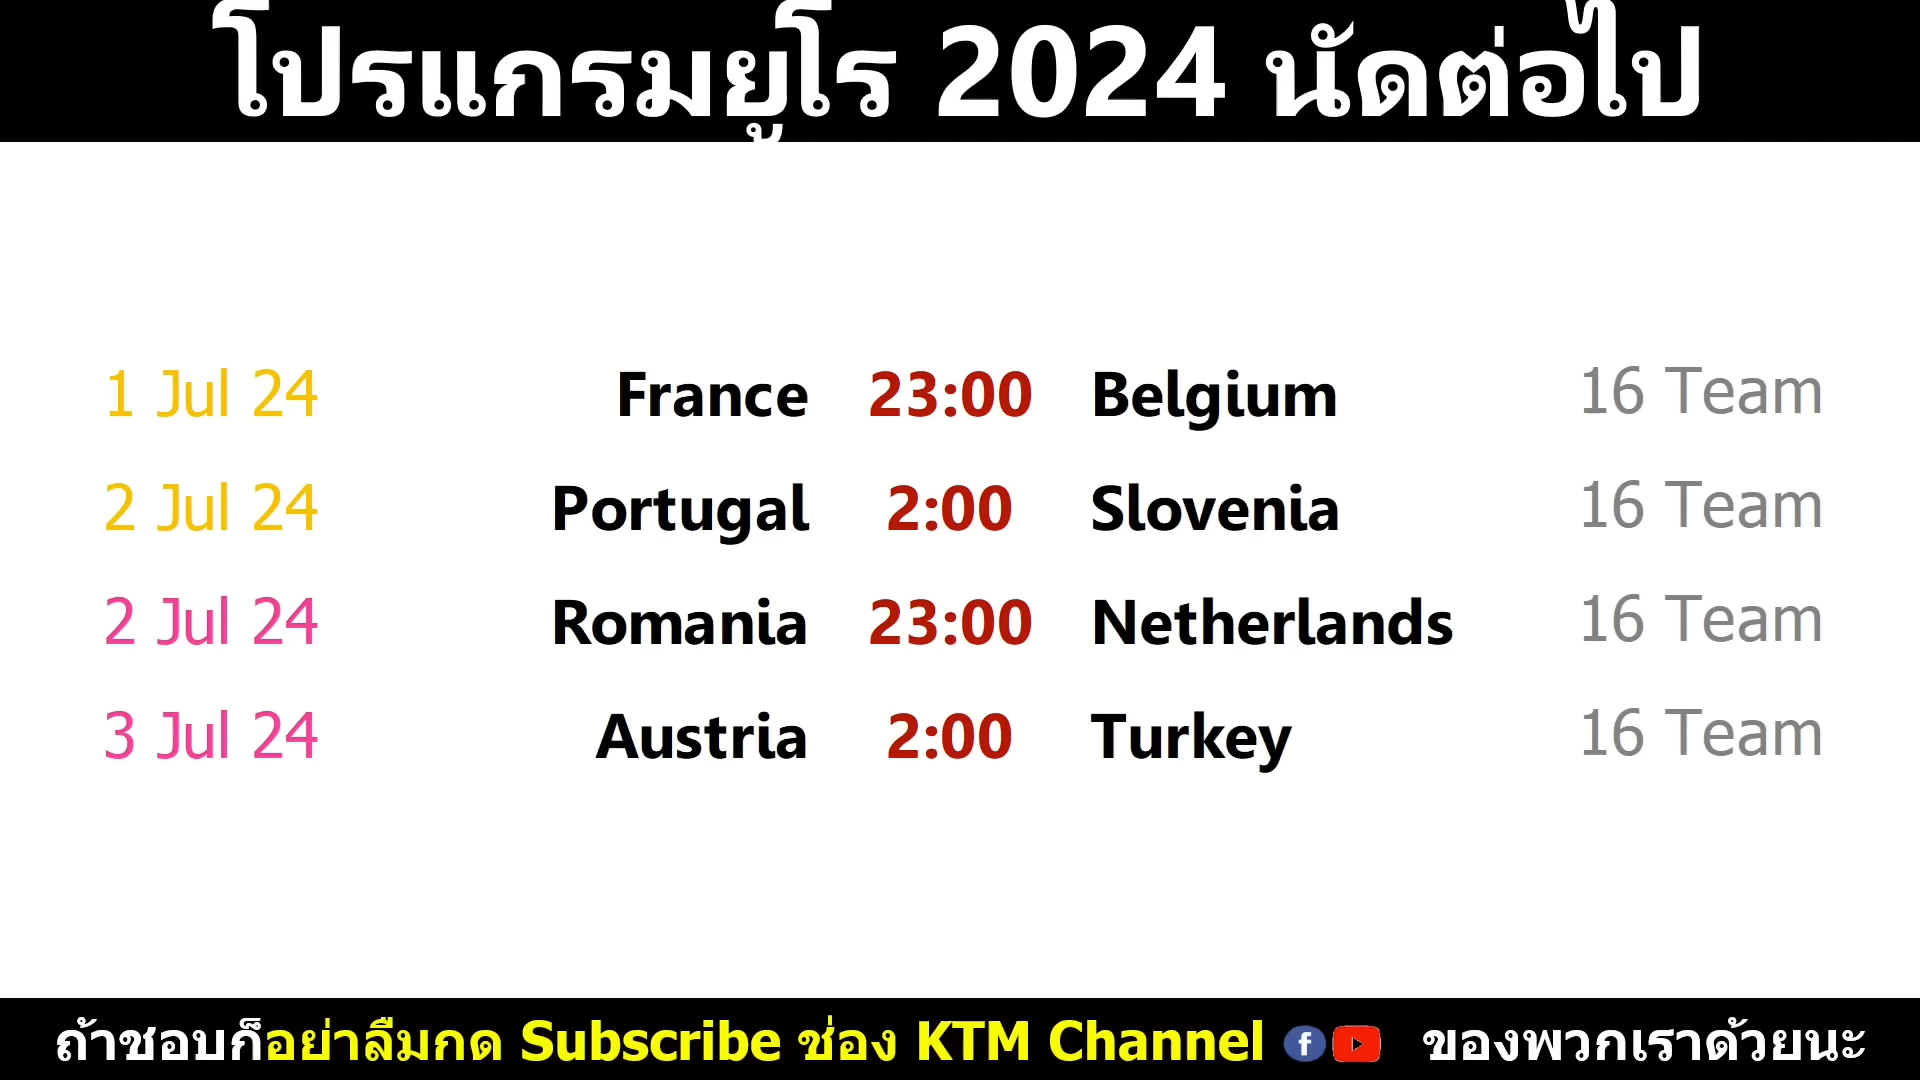 โปรแกรมยูโร 2024 นัดต่อไป
1 Jul 24 France 23:00 Belgium 16 Team
2 Jul 24 Portugal 2:00 Slovenia 16 Team
2 Jul 24 Romania 23:00 Netherlands 16 Team
3 Jul 24 Austria 2:00 Turkey 16 Team
ถ้าชอบก็อย่าลืมกด Subscribe ช่อง KTM Channel f ของพวกเราด้วยนะ